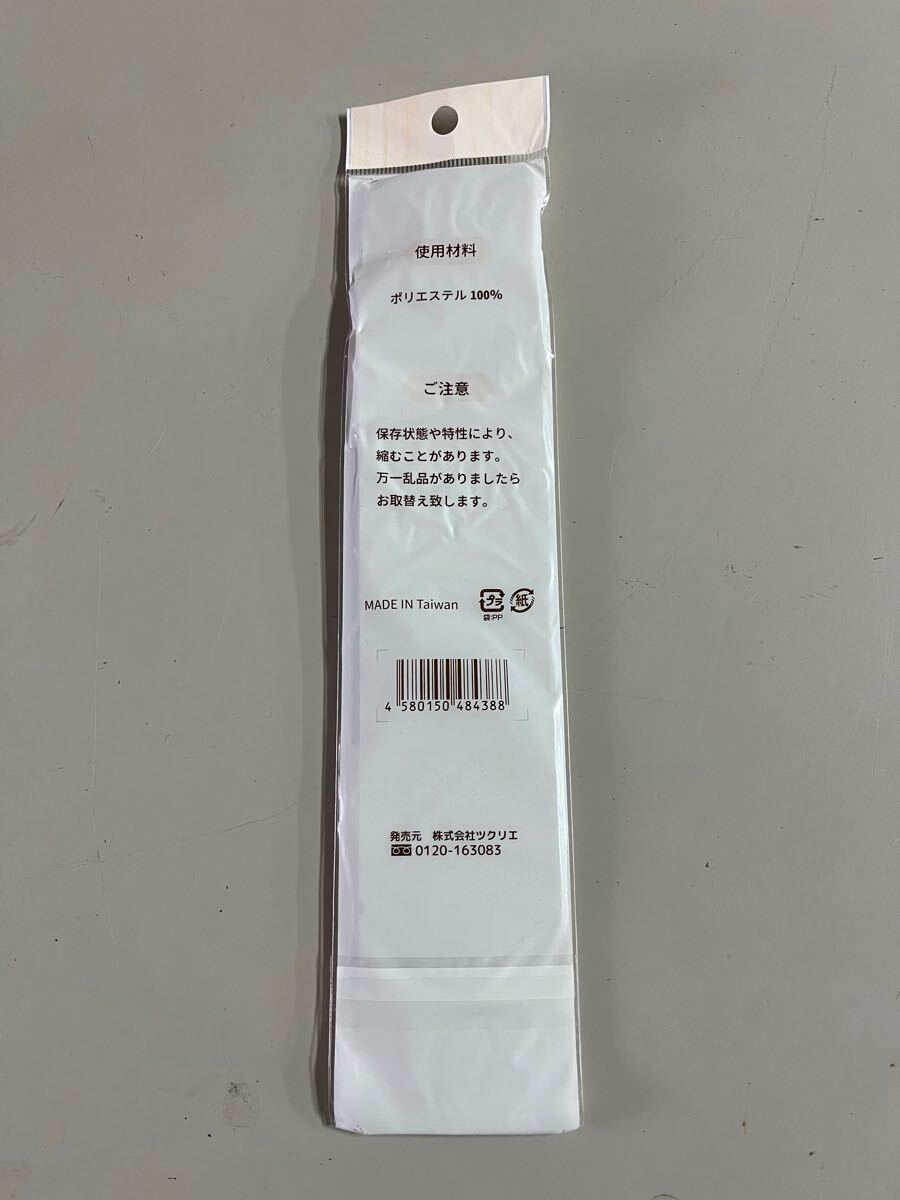 使用材料
ポリエステル 100%
ご注意
保存状態や特性により、
縮むことがあります。
万一乱品がありましたら
お取替え致します。
MADE IN Taiwan
プラ 紙
袋:PP
4 580150 484388
発売元 株式会社ツクリエ
0120-163083